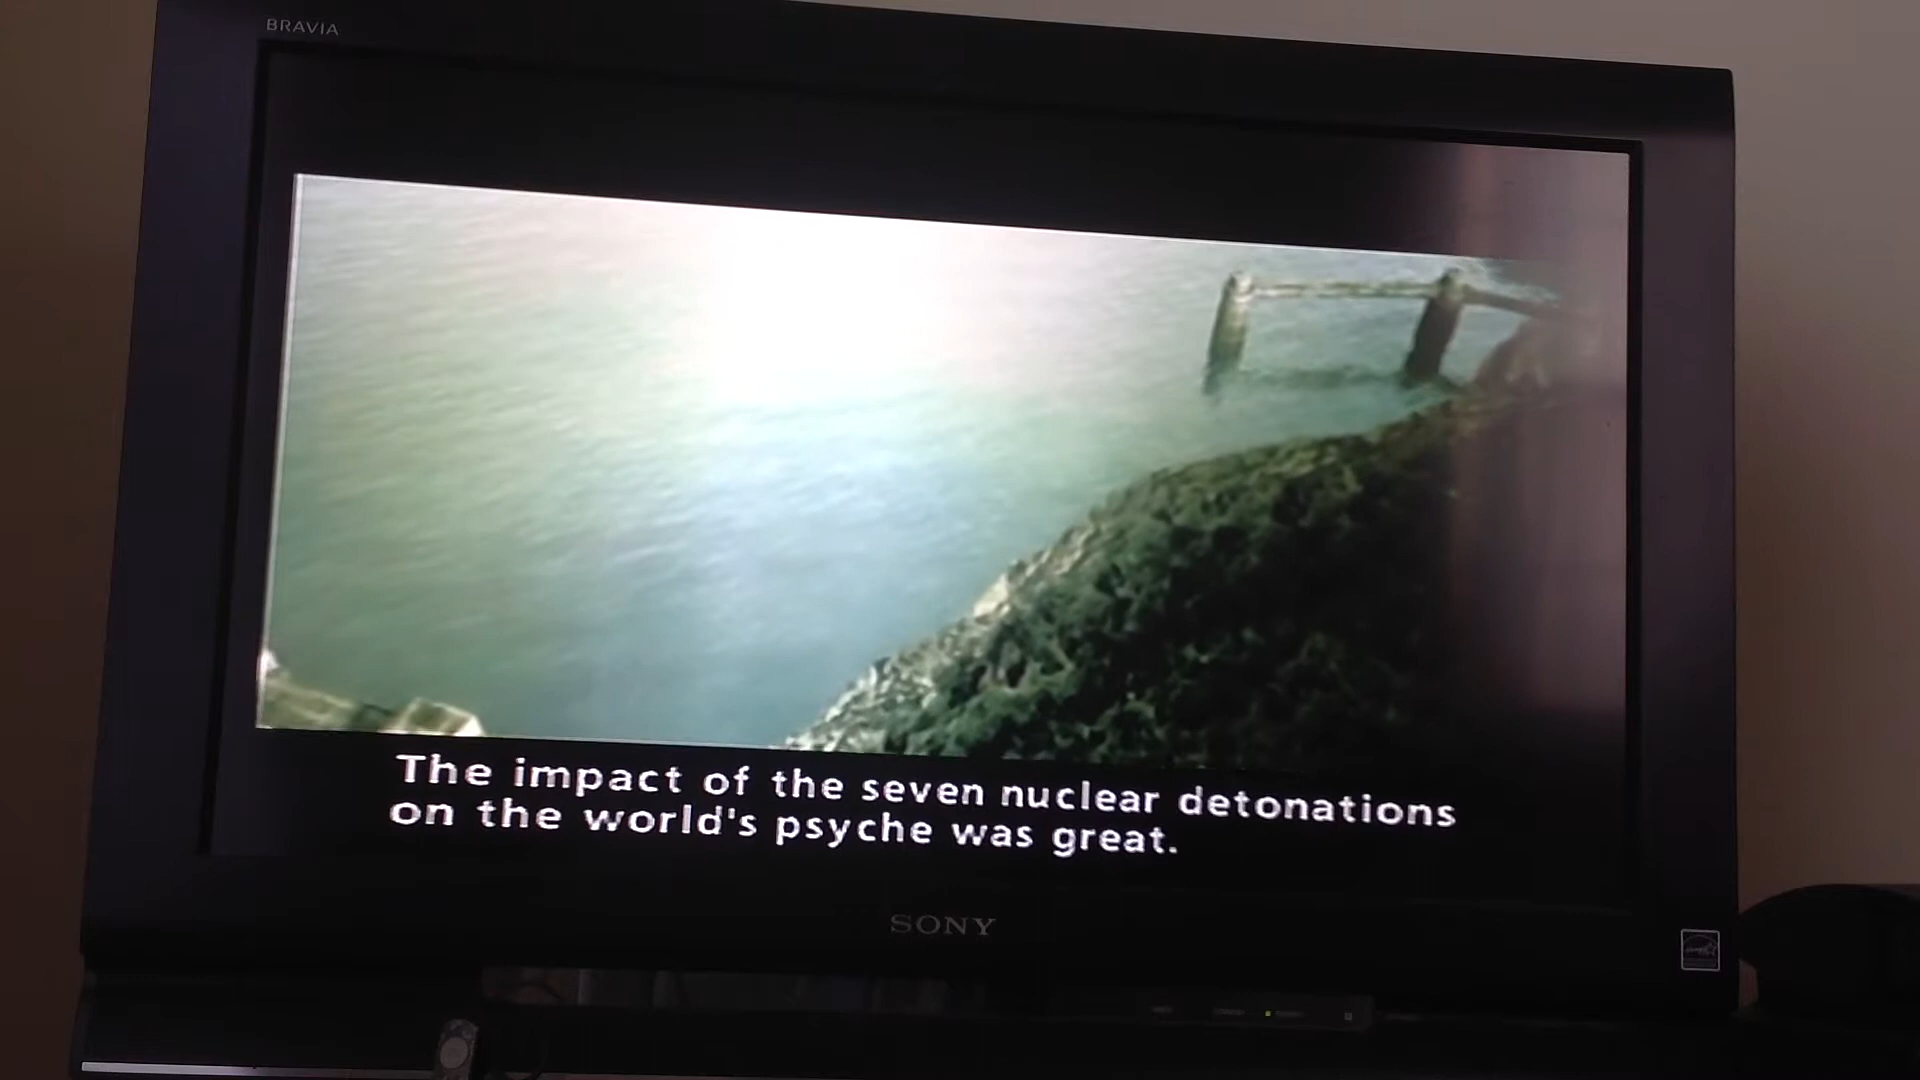 BRAVIA
The impact of the seven nuclear detonations
on the world's psyche was great.
SONY